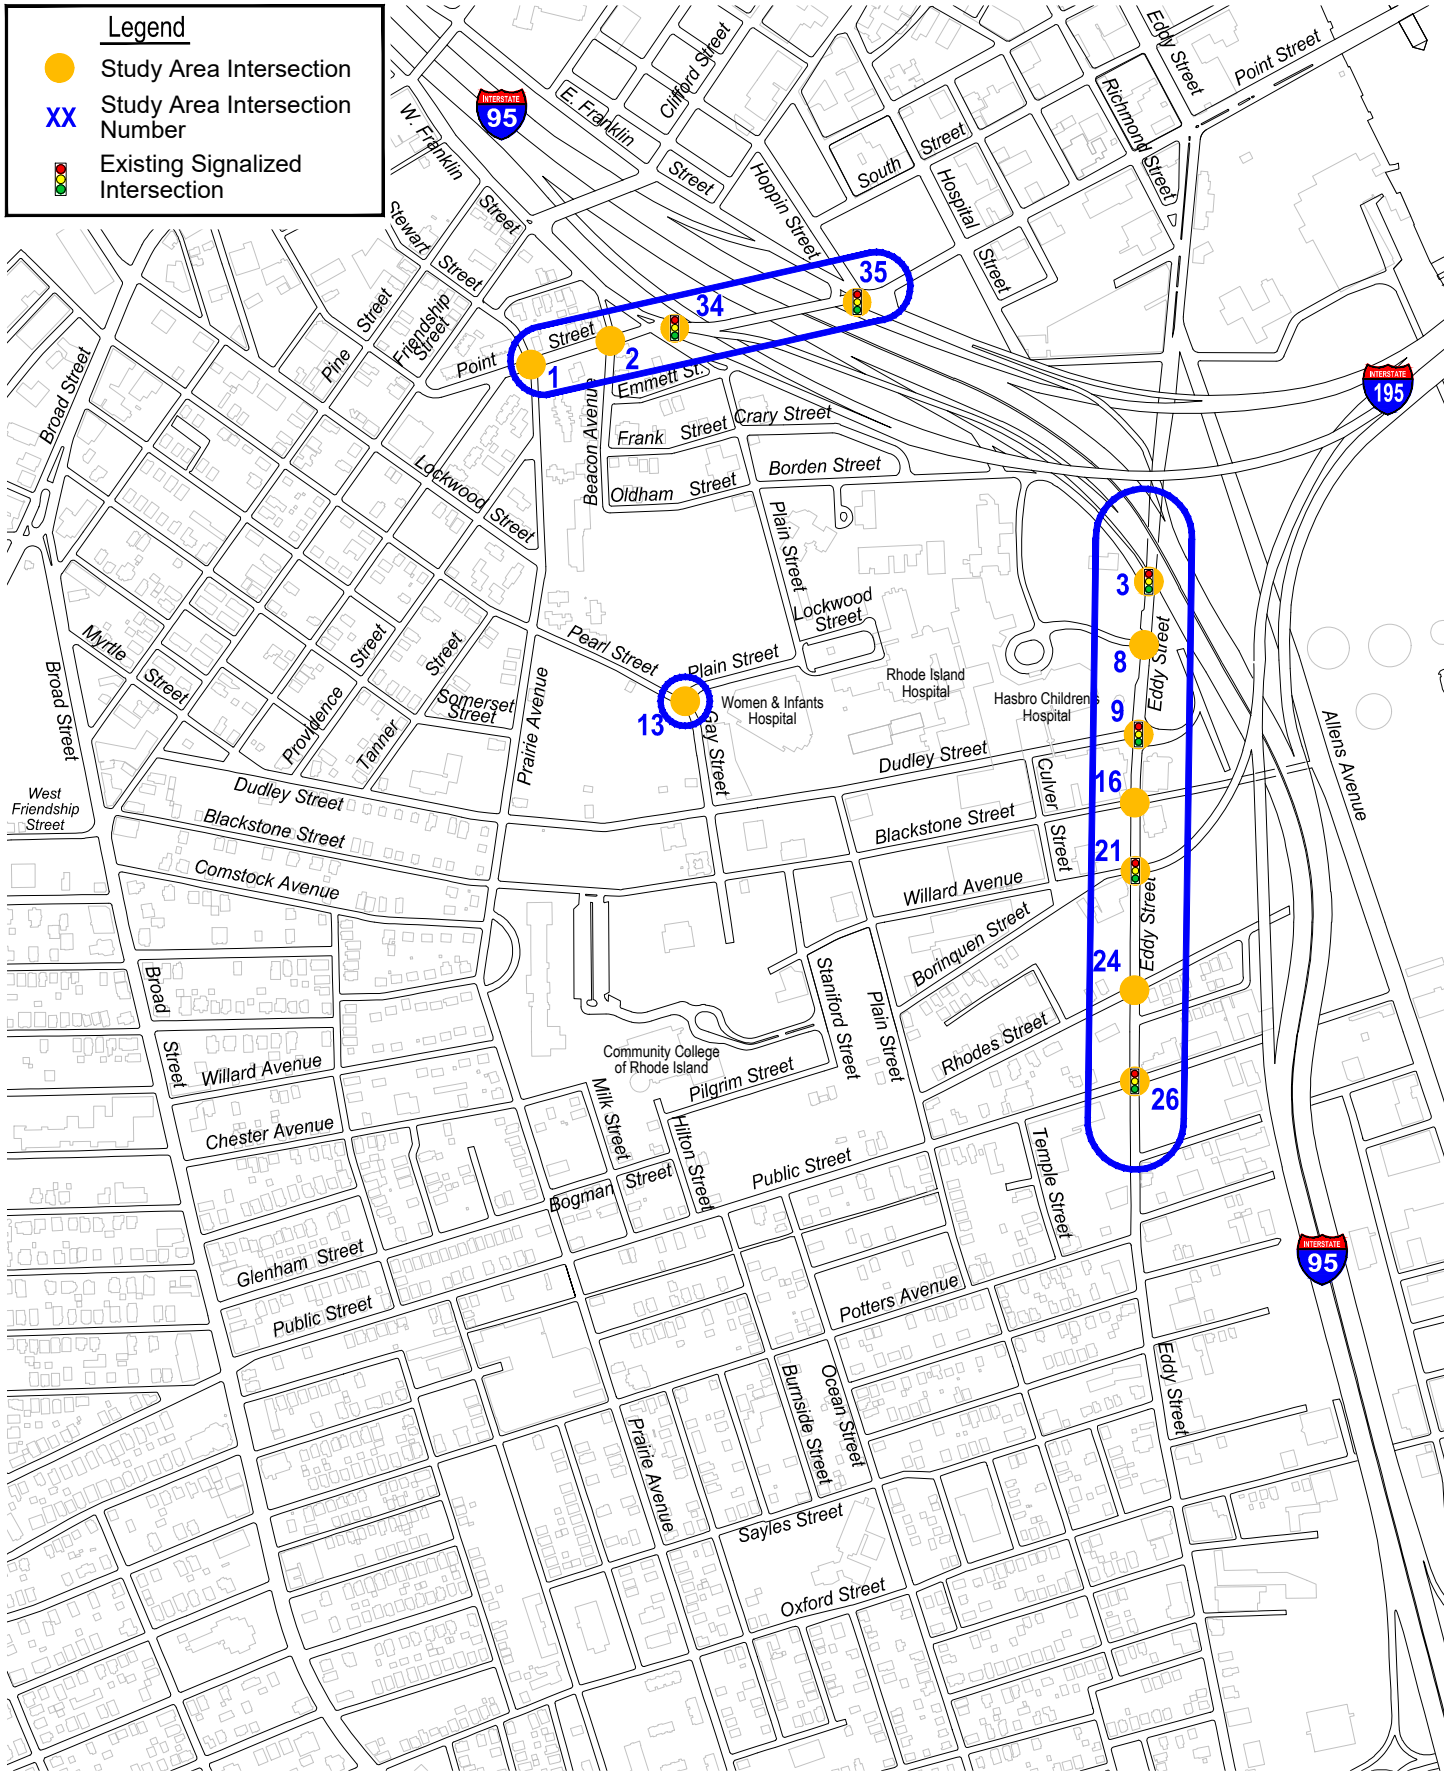 Legend
Study Area Intersection
XX
Study Area Intersection
Number
Existing Signalized
Intersection
INTERSTATE
95
W. Franklin
Street
E. Franklin
Street
Clifford Street
Hoppin Street
South
Street
Hospital
Street
Eddy Street
Richmond Street
Point Street
Stewart
Street
Pine
Street
Friendship
Street
Point
Street
1
2
34
35
INTERSTATE
195
Broad Street
Beacon Avenue
Emmett St.
Frank
Street
Crary Street
Oldham
Street
Borden Street
Lockwood
Street
Plain Street
Lockwood
Street
3
8
Eddy Street
9
16
21
24
26
Eddy Street
Pearl Street
Plain Street
13
Gay Street
Women & Infants
Hospital
Rhode Island
Hospital
Hasbro Children's
Hospital
Myrtle
Street
Broad Street
Providence
Street
Tanner
Street
Somerset
Street
Prairie Avenue
Allens Avenue
West
Friendship
Street
Dudley Street
Dudley Street
Blackstone Street
Blackstone Street
Culver
Street
Comstock Avenue
Willard Avenue
Borinquen Street
Broad
Street
Staniford Street
Plain Street
Rhodes Street
Willard Avenue
Community College
of Rhode Island
Pilgrim Street
Chester Avenue
Milk Street
Hilton Street
Temple Street
Bogman
Street
Public Street
Glenham Street
Public Street
Potters Avenue
INTERSTATE
95
Eddy Street
Burnside Street
Ocean Street
Prairie Avenue
Sayles Street
Oxford Street